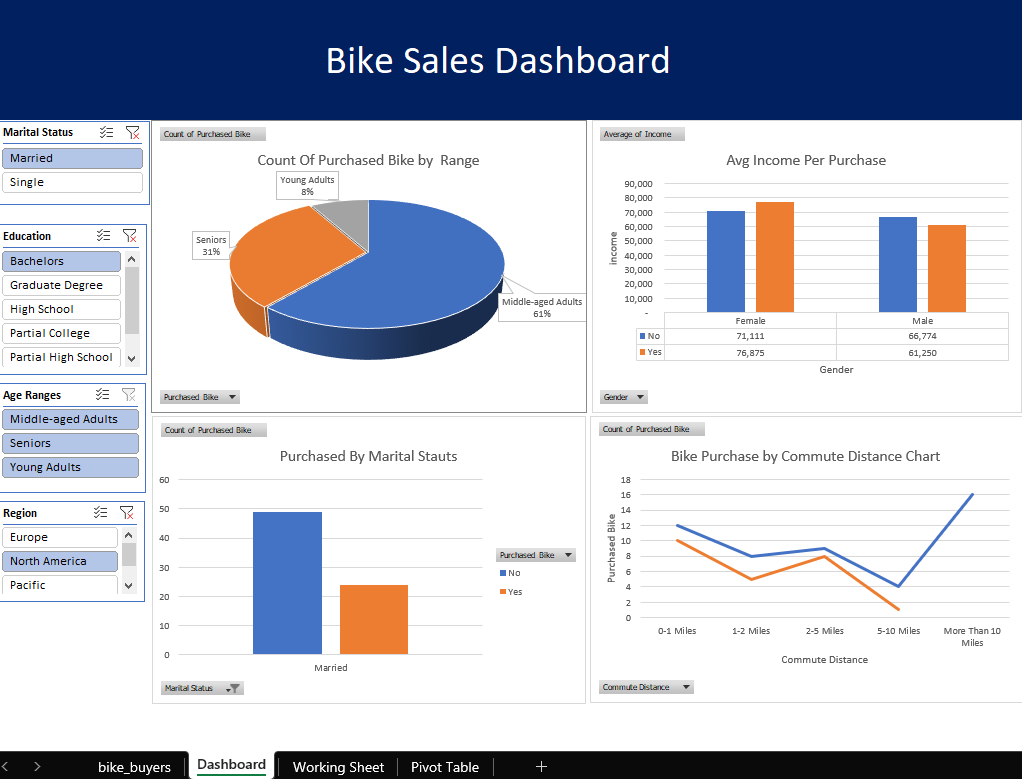 Bike Sales Dashboard
Marital Status
Married
Single
Education
Bachelors
Graduate Degree
High School
Partial College
Partial High School
Age Ranges
Middle-aged Adults
Seniors
Young Adults
Region
Europe
North America
Pacific
Count of Purchased Bike
Count Of Purchased Bike by Range
Young Adults
8%
Seniors
31%
Middle-aged Adults
61%
Purchased Bike
Average of Income
Avg Income Per Purchase
90,000
80,000
70,000
60,000
50,000
40,000
30,000
20,000
10,000
-
income
Female Male
No 71,111 66,774
Yes 76,875 61,250
Gender
Gender
Count of Purchased Bike
Purchased By Marital Stauts
60
50
40
30
20
10
0
Married
Purchased Bike
No
Yes
Marital Status
Count of Purchased Bike
Bike Purchase by Commute Distance Chart
18
16
14
12
10
8
6
4
2
0
Purchased Bike
0-1 Miles 1-2 Miles 2-5 Miles 5-10 Miles More Than 10
Miles
Commute Distance
Commute Distance
bike_buyers Dashboard Working Sheet Pivot Table +